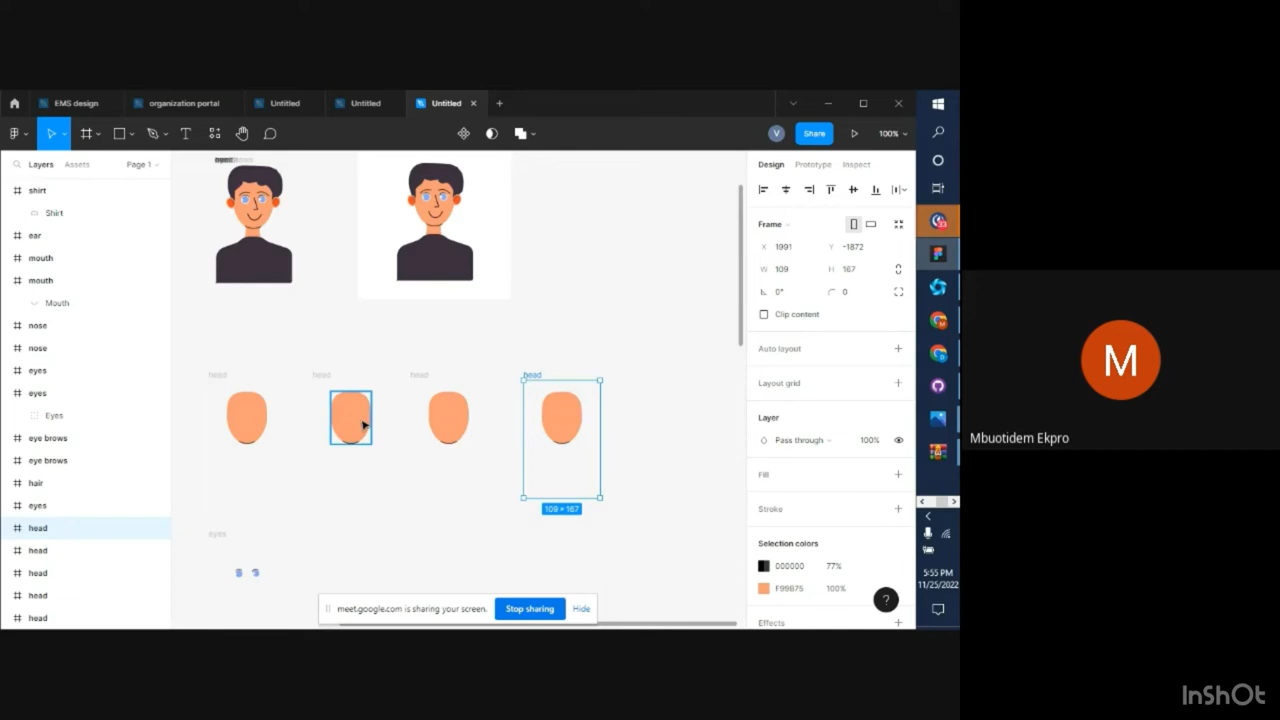 EMS design
organization portal
Untitled
Untitled
Untitled
Share
100%
Layers
Assets
Page 1
shirt
Shirt
ear
mouth
mouth
Mouth
nose
nose
eyes
eyes
Eyes
eye brows
eye brows
hair
eyes
head
head
head
head
head
head
head
head
head
109 × 167
eyes
meet.google.com is sharing your screen.
Stop sharing
Hide
Design
Prototype
Inspect
Frame
X 1991
Y -1872
W 109
H 167
0°
0
Clip content
Auto layout
Layout grid
Layer
Pass through
100%
Fill
Stroke
Selection colors
000000
77%
F99875
100%
Effects
?
5:55 PM
11/25/2022
M
Mbuotidem Ekpro
InShOt